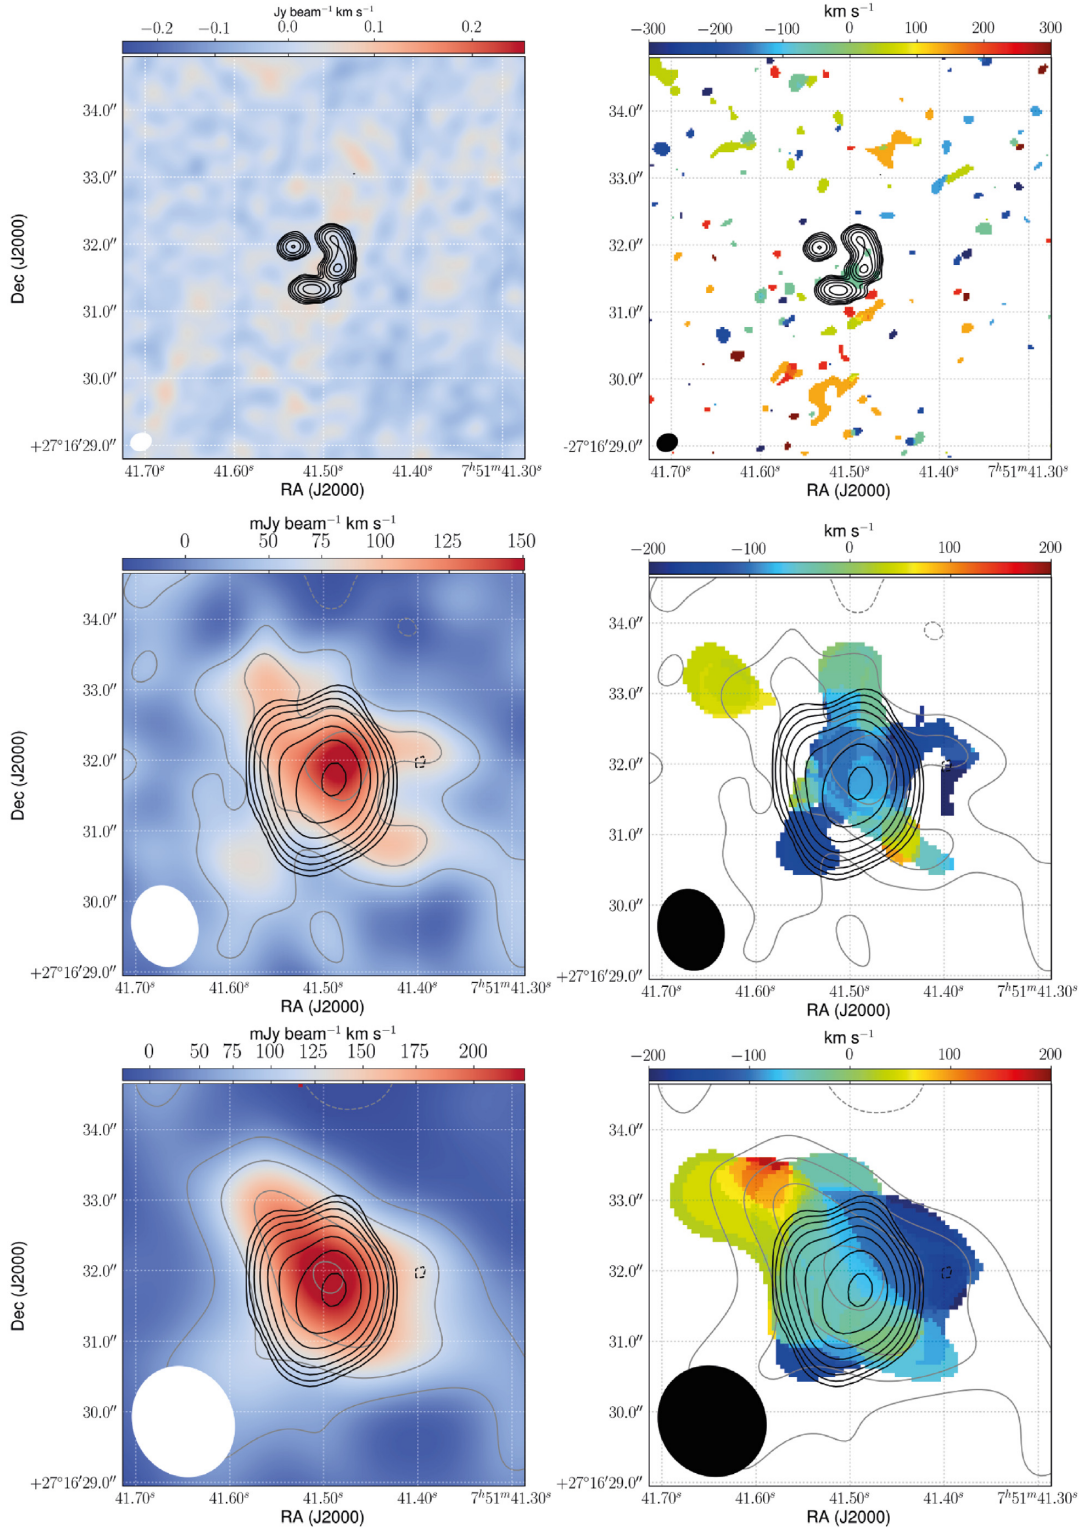 Jy beam⁻¹ km s⁻¹
−0.2 −0.1 0.0 0.1 0.2
34.0″
33.0″
32.0″
31.0″
30.0″
+27°16′29.0″
Dec (J2000)
41.70ˢ 41.60ˢ 41.50ˢ 41.40ˢ 7ʰ51ᵐ41.30ˢ
RA (J2000)
km s⁻¹
−300 −200 −100 0 100 200 300
34.0″
33.0″
32.0″
31.0″
30.0″
-27°16′29.0″
41.70ˢ 41.60ˢ 41.50ˢ 41.40ˢ 7ʰ51ᵐ41.30ˢ
RA (J2000)
mJy beam⁻¹ km s⁻¹
0 50 75 100 125 150
34.0″
33.0″
32.0″
31.0″
30.0″
+27°16′29.0″
Dec (J2000)
41.70ˢ 41.60ˢ 41.50ˢ 41.40ˢ 7ʰ51ᵐ41.30ˢ
RA (J2000)
km s⁻¹
−200 −100 0 100 200
34.0″
33.0″
32.0″
31.0″
30.0″
+27°16′29.0″
41.70ˢ 41.60ˢ 41.50ˢ 41.40ˢ 7ʰ51ᵐ41.30ˢ
RA (J2000)
mJy beam⁻¹ km s⁻¹
0 50 75 100 125 150 175 200
34.0″
33.0″
32.0″
31.0″
30.0″
+27°16′29.0″
Dec (J2000)
41.70ˢ 41.60ˢ 41.50ˢ 41.40ˢ 7ʰ51ᵐ41.30ˢ
RA (J2000)
km s⁻¹
−200 −100 0 100 200
34.0″
33.0″
32.0″
31.0″
30.0″
+27°16′29.0″
41.70ˢ 41.60ˢ 41.50ˢ 41.40ˢ 7ʰ51ᵐ41.30ˢ
RA (J2000)